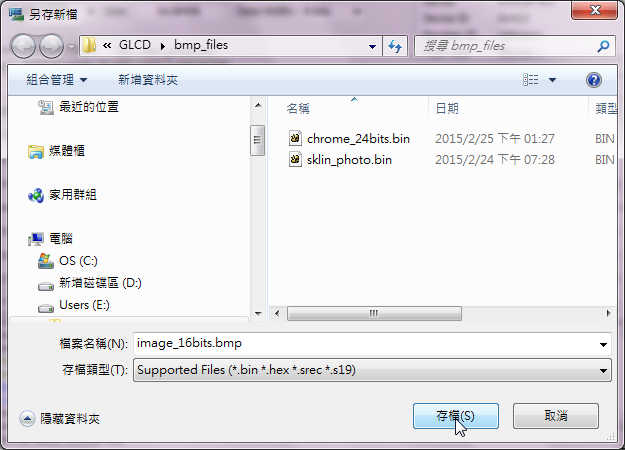 另存新檔
« GLCD ▸ bmp_files
搜尋 bmp_files
組合管理 ▼ 新增資料夾
最近的位置
媒體櫃
家用群組
電腦
OS (C:)
新增磁碟區 (D:)
Users (E:)
名稱 日期 類型
chrome_24bits.bin 2015/2/25 下午 01:27 BIN
sklin_photo.bin 2015/2/24 下午 07:28 BIN
檔案名稱(N): image_16bits.bmp
存檔類型(T): Supported Files (*.bin *.hex *.srec *.s19)
隱藏資料夾
存檔(S) 取消